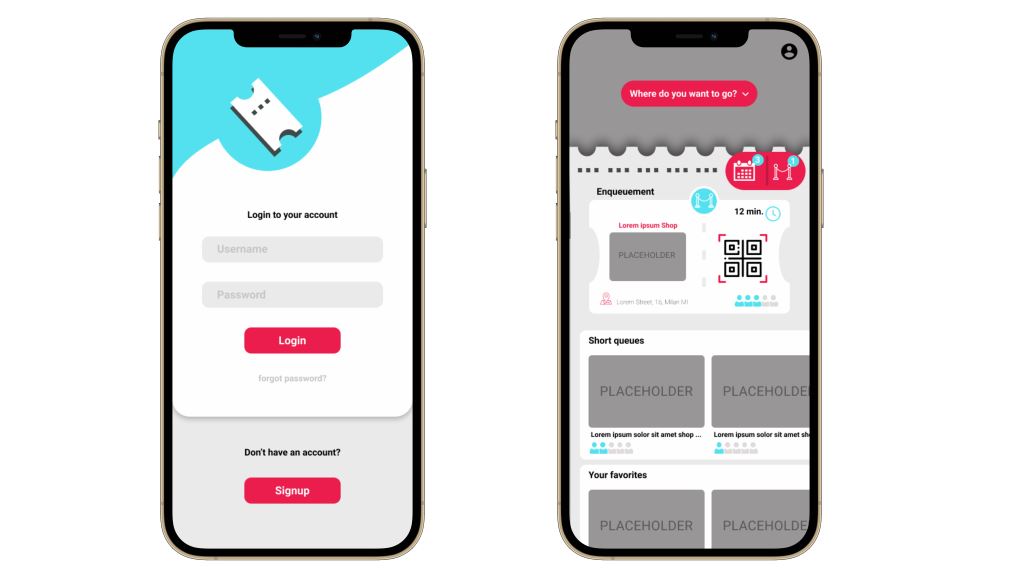 Login to your account
Username
Password
Login
forgot password?
Don't have an account?
Signup
Where do you want to go?
3
1
Enqueuement
12 min.
Lorem ipsum Shop
PLACEHOLDER
Lorem Street, 16, Milan MI
Short queues
PLACEHOLDER
PLACEHOLDER
Lorem ipsum solor sit amet shop ...
Lorem ipsum solor sit amet sh
Your favorites
PLACEHOLDER
PLACEHOLDE